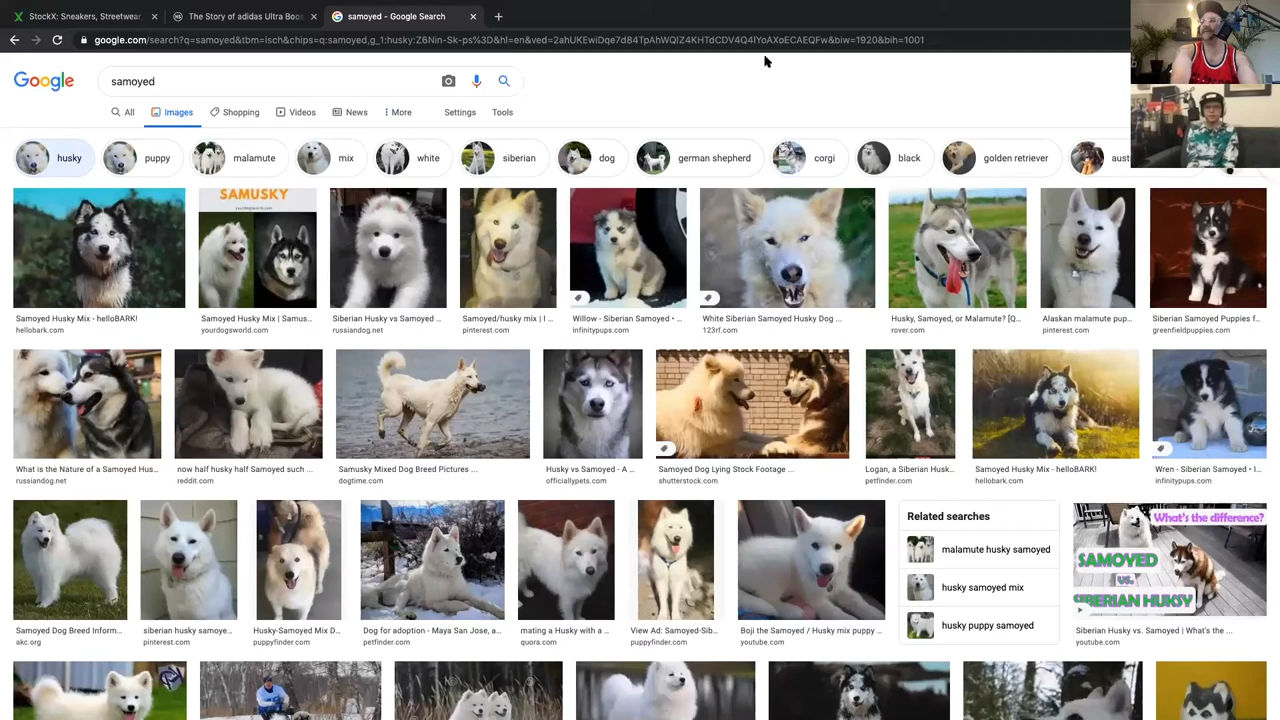 StockX: Sneakers, Streetwear,
The Story of adidas Ultra Boos
samoyed - Google Search
google.com/search?q=samoyed&tbm=isch&chips=q:samoyed,g_1:husky:Z6Nin-Sk-ps%3D&hl=en&ved=2ahUKEwiDqe7d84TpAhWQIZ4KHTdCDV4Q4lYoAXoECAEQFw&biw=1920&bih=1001
Google
samoyed
All
Images
Shopping
Videos
News
More
Settings
Tools
husky
puppy
malamute
mix
white
siberian
dog
german shepherd
corgi
black
golden retriever
aust
SAMUSKY
Samoyed Husky Mix - helloBARK!
hellobark.com
Samoyed Husky Mix | Samus...
yourdogsworld.com
Siberian Husky vs Samoyed ...
russiandog.net
Samoyed/husky mix | I ...
pinterest.com
Willow - Siberian Samoyed • ...
infinitypups.com
White Siberian Samoyed Husky Dog ...
123rf.com
Husky, Samoyed, or Malamute? [Q...
rover.com
Alaskan malamute pup...
pinterest.com
Siberian Samoyed Puppies f...
greenfieldpuppies.com
What is the Nature of a Samoyed Hus...
russiandog.net
now half husky half Samoyed such ...
reddit.com
Samusky Mixed Dog Breed Pictures ...
dogtime.com
Husky vs Samoyed - A ...
officiallypets.com
Samoyed Dog Lying Stock Footage ...
shutterstock.com
Logan, a Siberian Husk...
petfinder.com
Samoyed Husky Mix - helloBARK!
hellobark.com
Wren - Siberian Samoyed • I...
infinitypups.com
Samoyed Dog Breed Inform...
akc.org
siberian husky samoye...
pinterest.com
Husky-Samoyed Mix D...
puppyfinder.com
Dog for adoption - Maya San Jose, a...
petfinder.com
mating a Husky with a ...
quora.com
View Ad: Samoyed-Sib...
puppyfinder.com
Boji the Samoyed / Husky mix puppy ...
youtube.com
Related searches
malamute husky samoyed
husky samoyed mix
husky puppy samoyed
What's the difference?
SAMOYED
vs.
SIBERIAN HUKSY
Siberian Husky vs. Samoyed | What's the ...
youtube.com